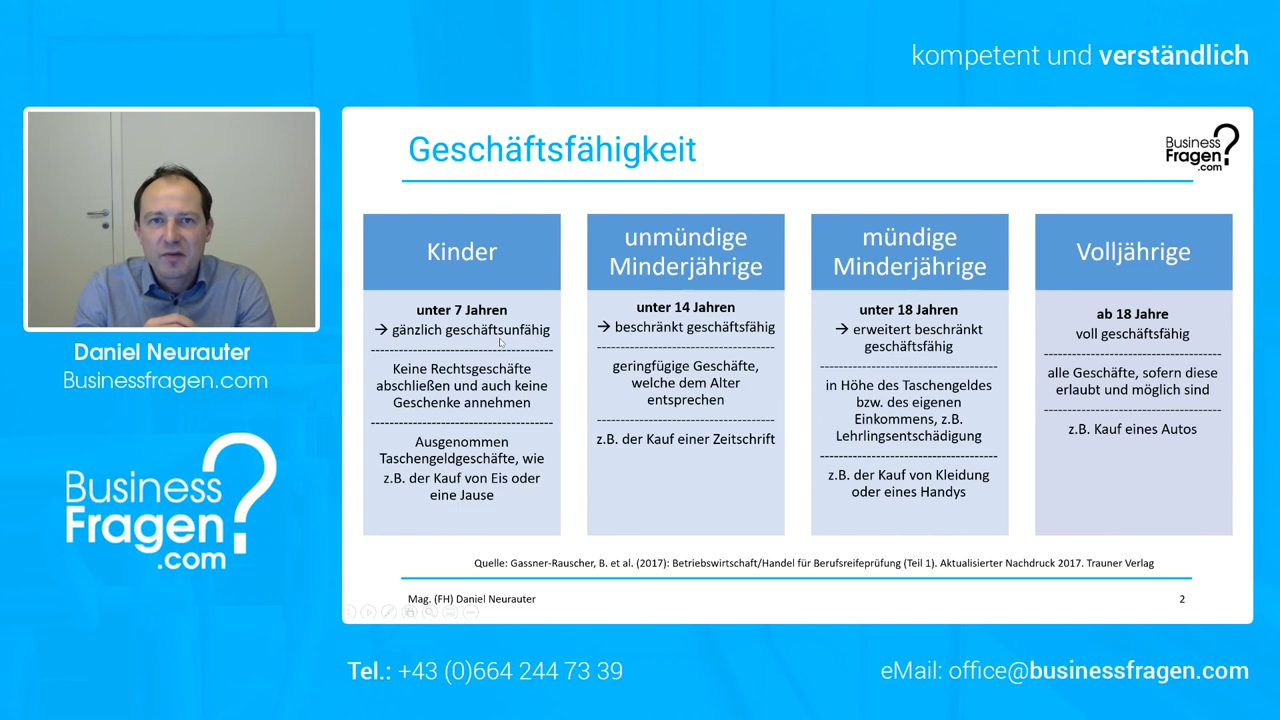 kompetent und verständlich
Geschäftsfähigkeit
Business
Fragen?
.com
Kinder
unter 7 Jahren
→ gänzlich geschäftsunfähig
-----------------------------------
Keine Rechtsgeschäfte
abschließen und auch keine
Geschenke annehmen
-----------------------------------
Ausgenommen
Taschengeldgeschäfte, wie
z.B. der Kauf von Eis oder
eine Jause
unmündige
Minderjährige
unter 14 Jahren
→ beschränkt geschäftsfähig
-----------------------------------
geringfügige Geschäfte,
welche dem Alter
entsprechen
-----------------------------------
z.B. der Kauf einer Zeitschrift
mündige
Minderjährige
unter 18 Jahren
→ erweitert beschränkt
geschäftsfähig
-----------------------------------
in Höhe des Taschengeldes
bzw. des eigenen
Einkommens, z.B.
Lehrlingsentschädigung
-----------------------------------
z.B. der Kauf von Kleidung
oder eines Handys
Volljährige
ab 18 Jahre
voll geschäftsfähig
-----------------------------------
alle Geschäfte, sofern diese
erlaubt und möglich sind
-----------------------------------
z.B. Kauf eines Autos
Quelle: Gassner-Rauscher, B. et al. (2017): Betriebswirtschaft/Handel für Berufsreifeprüfung (Teil 1). Aktualisierter Nachdruck 2017. Trauner Verlag
Mag. (FH) Daniel Neurauter
2
Daniel Neurauter
Businessfragen.com
Business
Fragen?
.com
Tel.: +43 (0)664 244 73 39
eMail: office@businessfragen.com